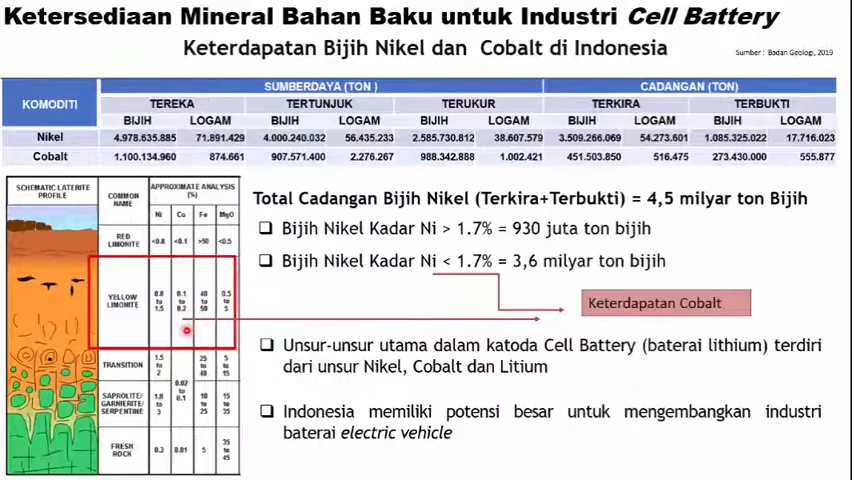 Ketersediaan Mineral Bahan Baku untuk Industri Cell Battery
Keterdapatan Bijih Nikel dan Cobalt di Indonesia
Sumber : Badan Geologi, 2019
KOMODITI
SUMBERDAYA (TON )
CADANGAN (TON)
TEREKA TERTUNJUK TERUKUR TERKIRA TERBUKTI
BIJIH LOGAM BIJIH LOGAM BIJIH LOGAM BIJIH LOGAM BIJIH LOGAM
Nikel 4.978.635.885 71.891.429 4.000.240.032 56.435.233 2.585.730.812 38.607.579 3.509.266.069 54.273.601 1.085.325.022 17.716.023
Cobalt 1.100.134.960 874.661 907.571.400 2.276.267 988.342.888 1.002.421 451.503.850 516.475 273.430.000 555.877
SCHEMATIC LATERITE
PROFILE
COMMON
NAME
APPROXIMATE ANALYSIS
(%)
Ni Co Fe MgO
RED
LIMONITE
<0.8 <0.1 >50 <0.5
YELLOW
LIMONITE
0.8 to 1.5
0.1 to 0.2
40 to 50
0.5 to 5
TRANSITION
1.5 to 2
25 to 40
5 to 15
0.02 to 0.1
SAPROLITE/
GARNIERITE/
SERPENTINE
1.8 to 3
10 to 25
15 to 35
FRESH
ROCK
0.3 0.01 5
35 to 45
Total Cadangan Bijih Nikel (Terkira+Terbukti) = 4,5 milyar ton Bijih
Bijih Nikel Kadar Ni > 1.7% = 930 juta ton bijih
Bijih Nikel Kadar Ni < 1.7% = 3,6 milyar ton bijih
Keterdapatan Cobalt
Unsur-unsur utama dalam katoda Cell Battery (baterai lithium) terdiri
dari unsur Nikel, Cobalt dan Litium
Indonesia memiliki potensi besar untuk mengembangkan industri
baterai electric vehicle